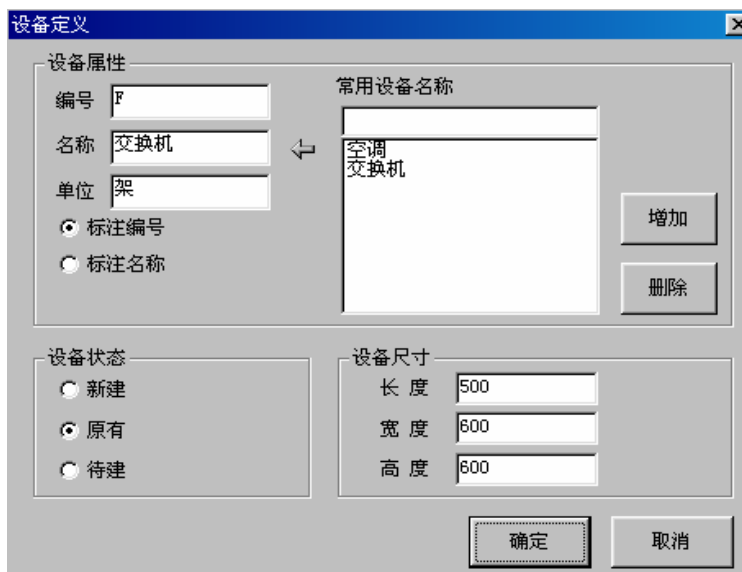 设备定义
设备属性
编号 F
名称 交换机
单位 架
标注编号
标注名称
常用设备名称
空调
交换机
增加
删除
设备状态
新建
原有
待建
设备尺寸
长 度 500
宽 度 600
高 度 600
确定
取消